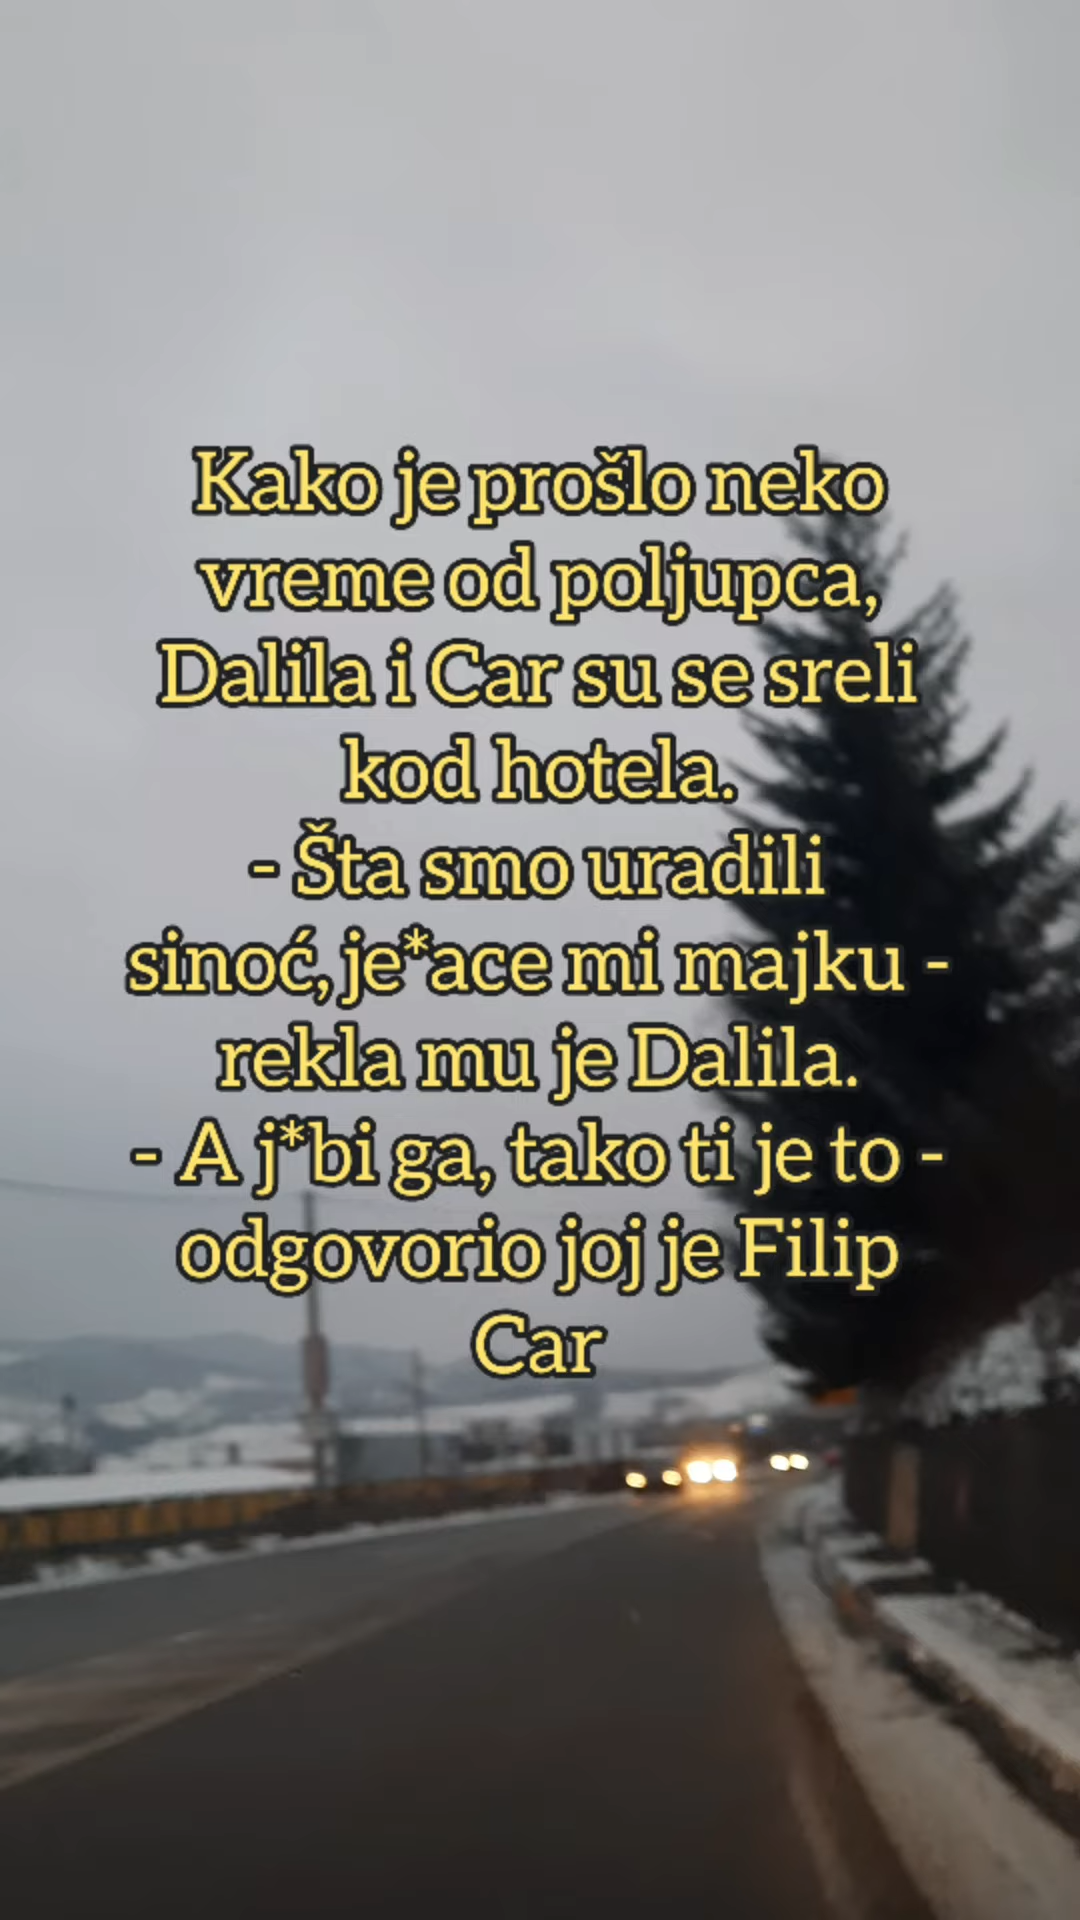 Kako je prošlo neko
vreme od poljupca,
Dalila i Car su se sreli
kod hotela.
- Šta smo uradili
sinoć, je*ace mi majku -
rekla mu je Dalila.
- A j*bi ga, tako ti je to -
odgovorio joj je Filip
Car